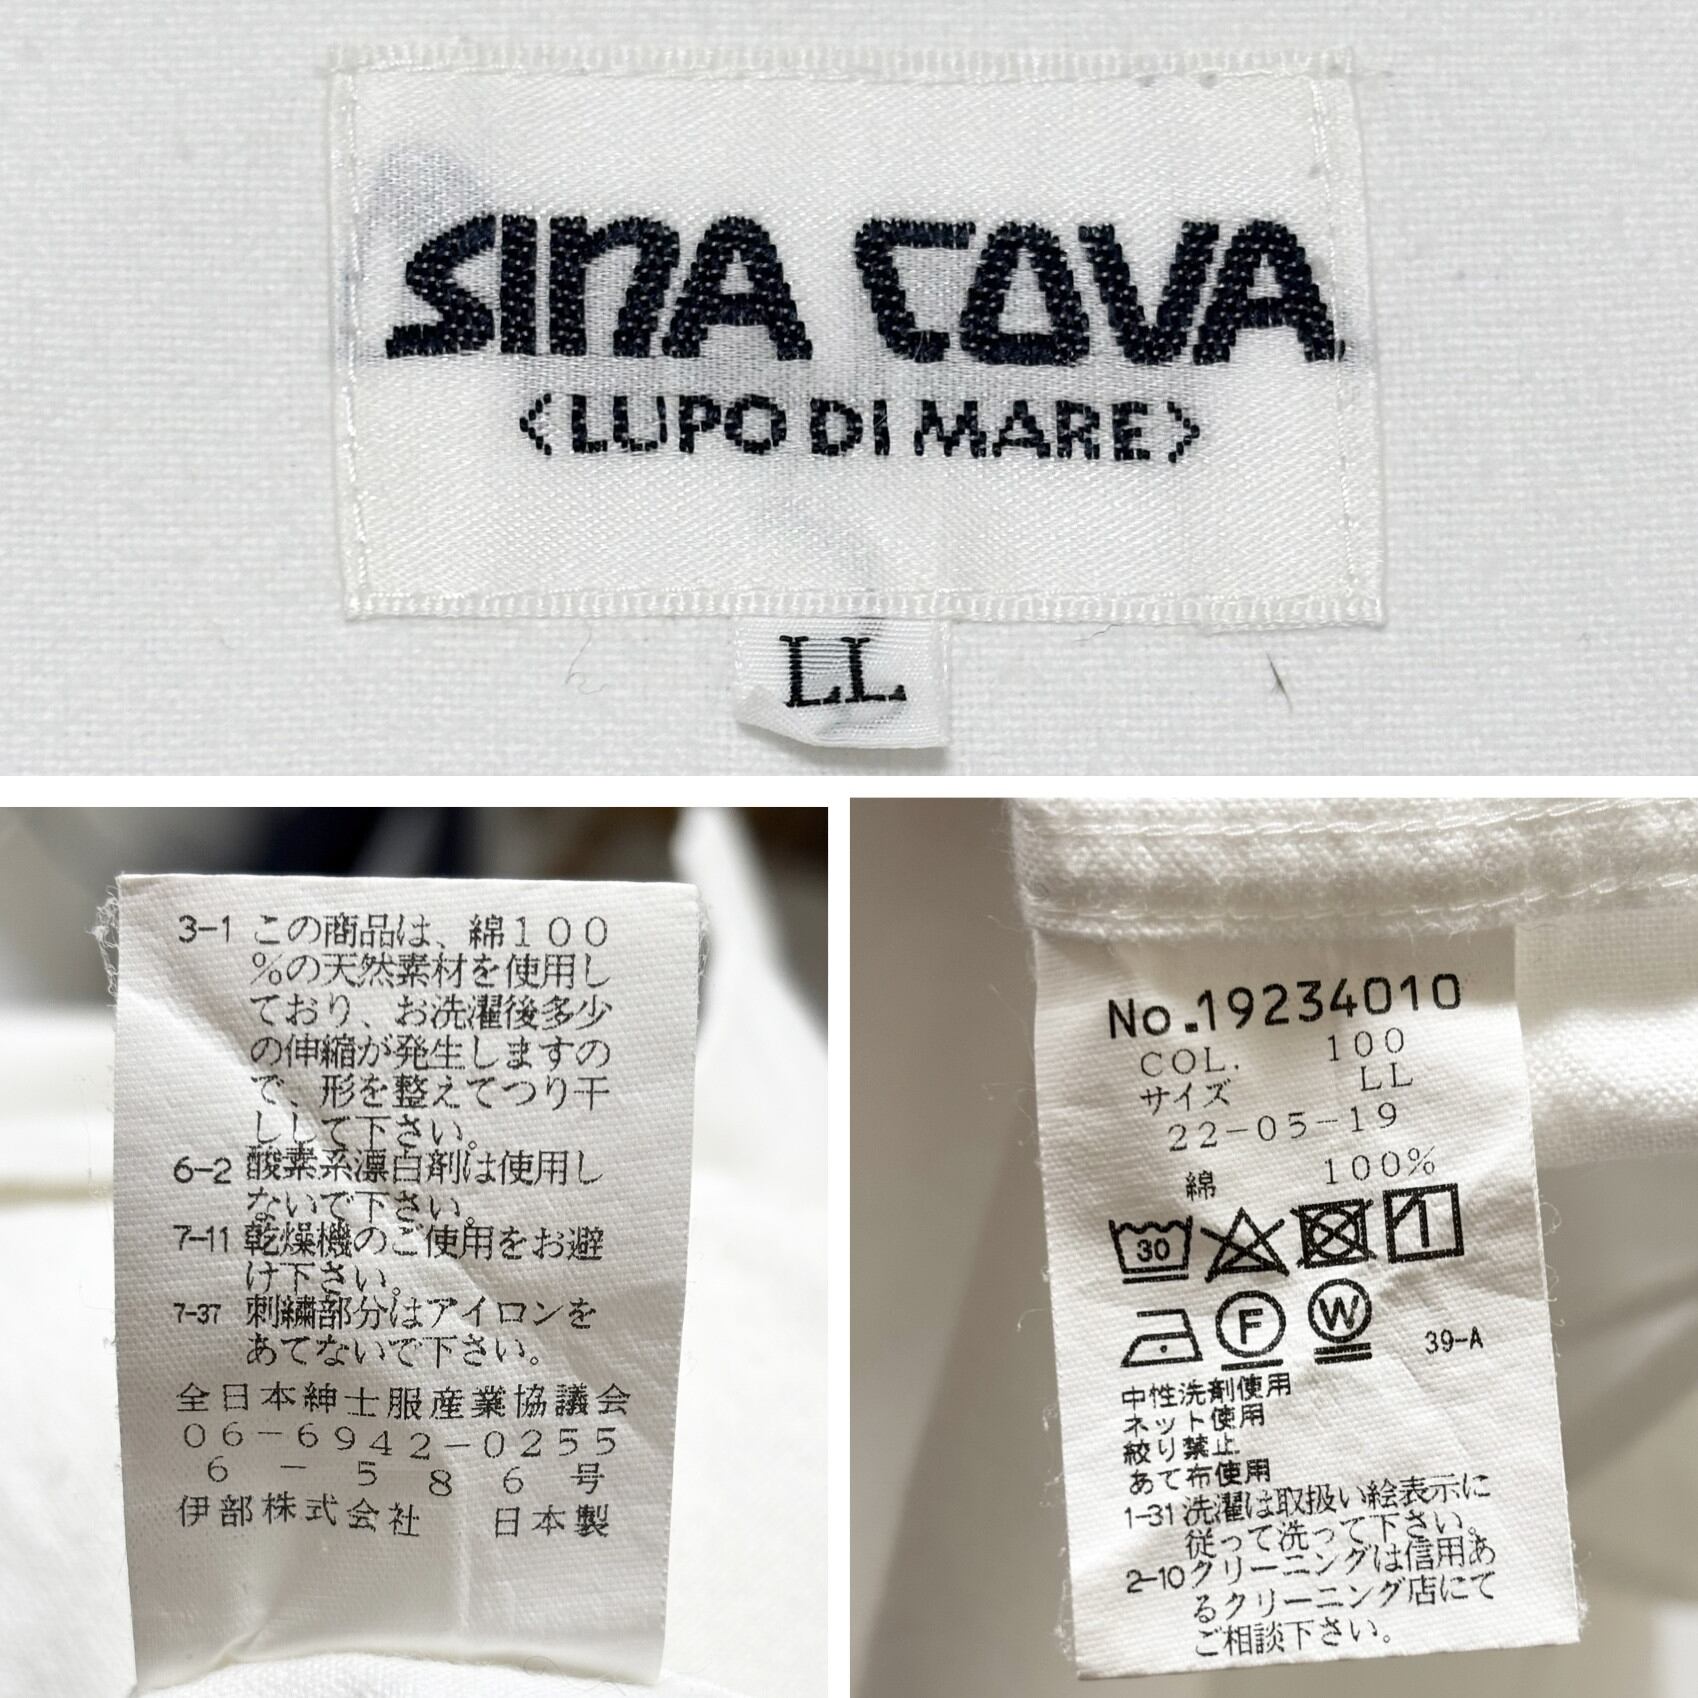 SINA COVA
<LUPO DI MARE>
LL
3-1 この商品は、綿100
%の天然素材を使用し
ており、お洗濯後多少
の伸縮が発生しますの
で、形を整えてつり干
しして下さい。
6-2 酸素系漂白剤は使用し
ないで下さい。
7-11 乾燥機のご使用をお避
け下さい。
7-37 刺繍部分はアイロンを
あてないで下さい。
全日本紳士服産業協議会
06-6942-0255
6-586号
伊部株式会社 日本製
No.19234010
COL. 100
サイズ LL
22-05-19
綿 100%
30
F W 39-A
中性洗剤使用
ネット使用
絞り禁止
あて布使用
1-31 洗濯は取扱い絵表示に
従って洗って下さい。
2-10 クリーニングは信用あ
るクリーニング店にて
ご相談下さい。